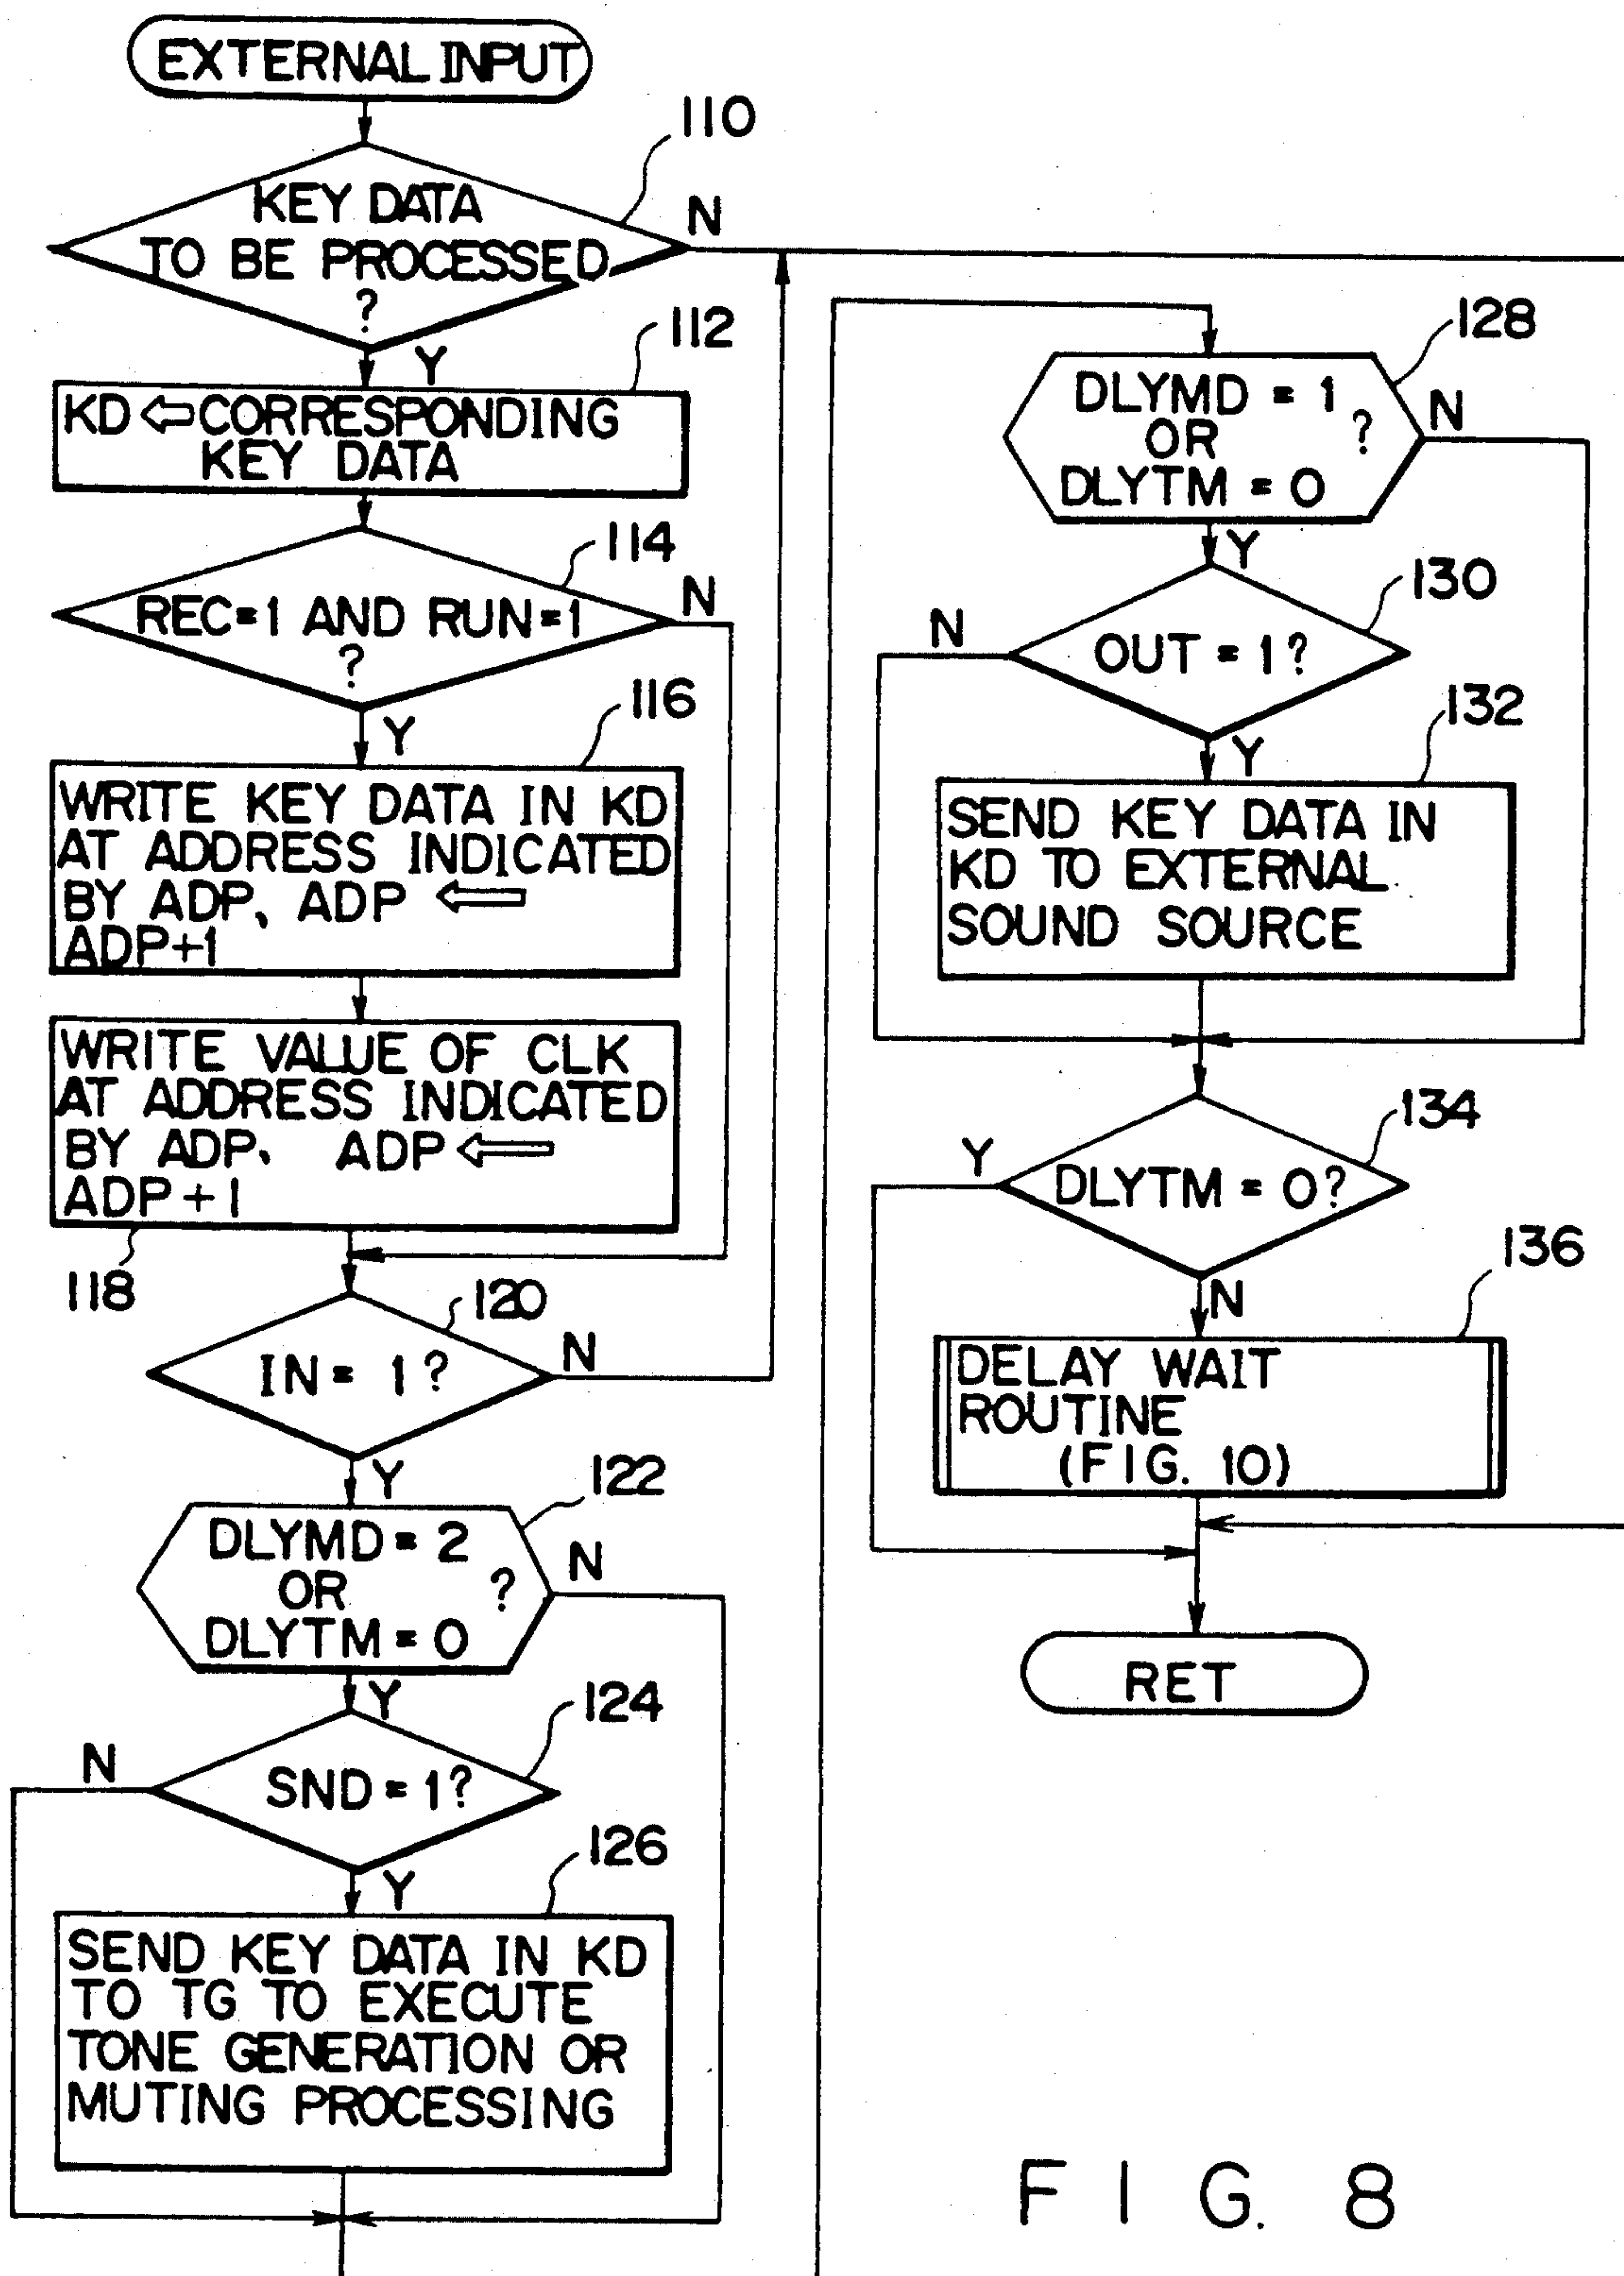 EXTERNAL INPUT
110
KEY DATA
TO BE PROCESSED
?
N
Y
112
KD ⇐ CORRESPONDING
KEY DATA
114
REC=1 AND RUN=1
?
N
Y
116
WRITE KEY DATA IN KD
AT ADDRESS INDICATED
BY ADP, ADP ⇐
ADP+1
WRITE VALUE OF CLK
AT ADDRESS INDICATED
BY ADP, ADP ⇐
ADP+1
118
120
IN = 1 ?
N
Y
122
DLYMD = 2
OR ?
DLYTM = 0
N
Y
124
SND = 1 ?
N
Y
126
SEND KEY DATA IN KD
TO TG TO EXECUTE
TONE GENERATION OR
MUTING PROCESSING
128
DLYMD = 1
OR ?
DLYTM = 0
N
Y
130
OUT = 1 ?
N
Y
132
SEND KEY DATA IN
KD TO EXTERNAL
SOUND SOURCE
134
DLYTM = 0 ?
Y
N
136
DELAY WAIT
ROUTINE
(FIG. 10)
RET
FIG. 8